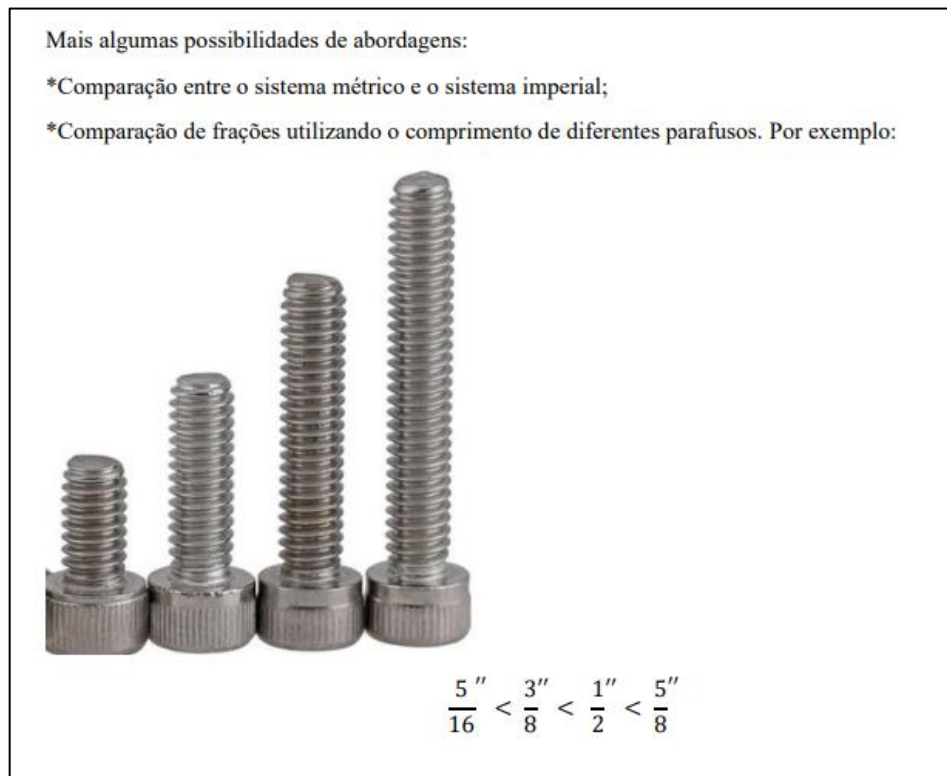 Mais algumas possibilidades de abordagens:
*Comparação entre o sistema métrico e o sistema imperial;
*Comparação de frações utilizando o comprimento de diferentes parafusos. Por exemplo:
5/16″ < 3/8″ < 1/2″ < 5/8″